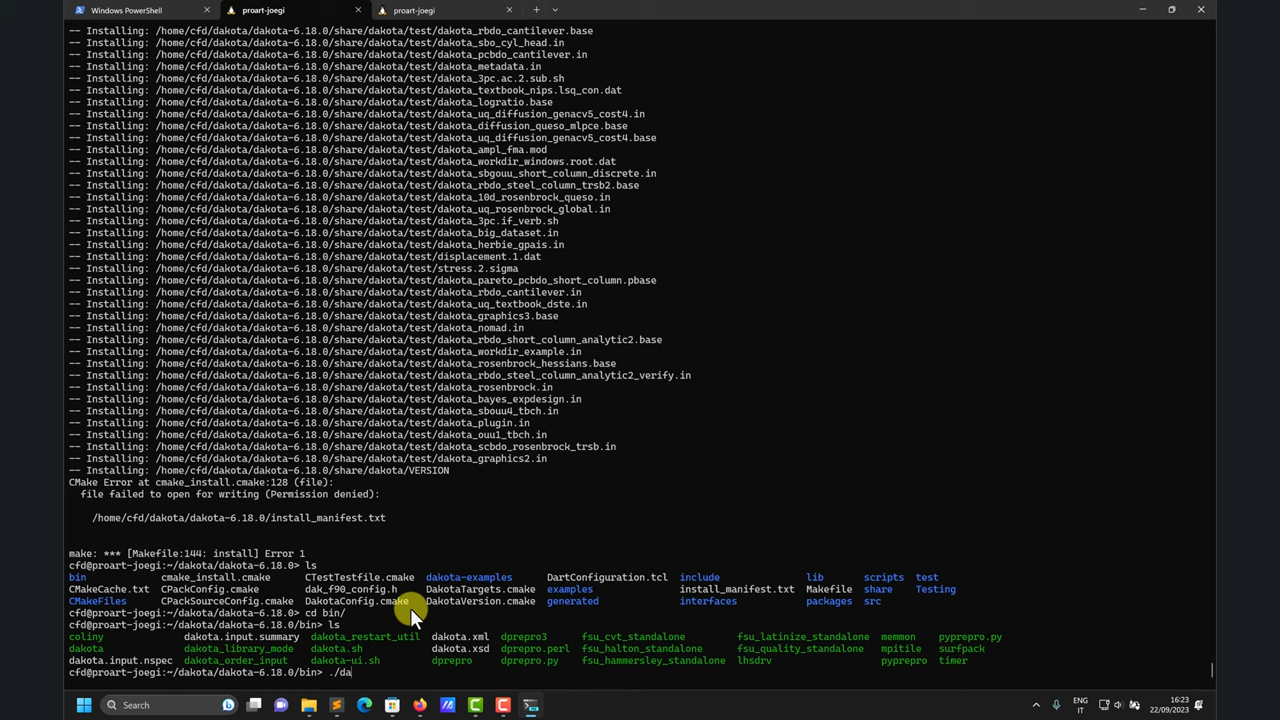 Windows PowerShell
proart-joegi
proart-joegi
-- Installing: /home/cfd/dakota/dakota-6.18.0/share/dakota/test/dakota_rbdo_cantilever.base
-- Installing: /home/cfd/dakota/dakota-6.18.0/share/dakota/test/dakota_sbo_cyl_head.in
-- Installing: /home/cfd/dakota/dakota-6.18.0/share/dakota/test/dakota_pcbdo_cantilever.in
-- Installing: /home/cfd/dakota/dakota-6.18.0/share/dakota/test/dakota_metadata.in
-- Installing: /home/cfd/dakota/dakota-6.18.0/share/dakota/test/dakota_3pc.ac.2.sub.sh
-- Installing: /home/cfd/dakota/dakota-6.18.0/share/dakota/test/dakota_textbook_nips.lsq_con.dat
-- Installing: /home/cfd/dakota/dakota-6.18.0/share/dakota/test/dakota_logratio.base
-- Installing: /home/cfd/dakota/dakota-6.18.0/share/dakota/test/dakota_uq_diffusion_genacv5_cost4.in
-- Installing: /home/cfd/dakota/dakota-6.18.0/share/dakota/test/dakota_diffusion_queso_mlpce.base
-- Installing: /home/cfd/dakota/dakota-6.18.0/share/dakota/test/dakota_uq_diffusion_genacv5_cost4.base
-- Installing: /home/cfd/dakota/dakota-6.18.0/share/dakota/test/dakota_ampl_fma.mod
-- Installing: /home/cfd/dakota/dakota-6.18.0/share/dakota/test/dakota_workdir_windows.root.dat
-- Installing: /home/cfd/dakota/dakota-6.18.0/share/dakota/test/dakota_sbgouu_short_column_discrete.in
-- Installing: /home/cfd/dakota/dakota-6.18.0/share/dakota/test/dakota_rbdo_steel_column_trsb2.base
-- Installing: /home/cfd/dakota/dakota-6.18.0/share/dakota/test/dakota_10d_rosenbrock_queso.in
-- Installing: /home/cfd/dakota/dakota-6.18.0/share/dakota/test/dakota_uq_rosenbrock_global.in
-- Installing: /home/cfd/dakota/dakota-6.18.0/share/dakota/test/dakota_3pc.if_verb.sh
-- Installing: /home/cfd/dakota/dakota-6.18.0/share/dakota/test/dakota_big_dataset.in
-- Installing: /home/cfd/dakota/dakota-6.18.0/share/dakota/test/dakota_herbie_gpais.in
-- Installing: /home/cfd/dakota/dakota-6.18.0/share/dakota/test/displacement.1.dat
-- Installing: /home/cfd/dakota/dakota-6.18.0/share/dakota/test/stress.2.sigma
-- Installing: /home/cfd/dakota/dakota-6.18.0/share/dakota/test/dakota_pareto_pcbdo_short_column.pbase
-- Installing: /home/cfd/dakota/dakota-6.18.0/share/dakota/test/dakota_rbdo_cantilever.in
-- Installing: /home/cfd/dakota/dakota-6.18.0/share/dakota/test/dakota_uq_textbook_dste.in
-- Installing: /home/cfd/dakota/dakota-6.18.0/share/dakota/test/dakota_graphics3.base
-- Installing: /home/cfd/dakota/dakota-6.18.0/share/dakota/test/dakota_nomad.in
-- Installing: /home/cfd/dakota/dakota-6.18.0/share/dakota/test/dakota_rbdo_short_column_analytic2.base
-- Installing: /home/cfd/dakota/dakota-6.18.0/share/dakota/test/dakota_workdir_example.in
-- Installing: /home/cfd/dakota/dakota-6.18.0/share/dakota/test/dakota_rosenbrock_hessians.base
-- Installing: /home/cfd/dakota/dakota-6.18.0/share/dakota/test/dakota_rbdo_steel_column_analytic2_verify.in
-- Installing: /home/cfd/dakota/dakota-6.18.0/share/dakota/test/dakota_rosenbrock.in
-- Installing: /home/cfd/dakota/dakota-6.18.0/share/dakota/test/dakota_bayes_expdesign.in
-- Installing: /home/cfd/dakota/dakota-6.18.0/share/dakota/test/dakota_sbouu4_tbch.in
-- Installing: /home/cfd/dakota/dakota-6.18.0/share/dakota/test/dakota_plugin.in
-- Installing: /home/cfd/dakota/dakota-6.18.0/share/dakota/test/dakota_ouu1_tbch.in
-- Installing: /home/cfd/dakota/dakota-6.18.0/share/dakota/test/dakota_scbdo_rosenbrock_trsb.in
-- Installing: /home/cfd/dakota/dakota-6.18.0/share/dakota/test/dakota_graphics2.in
-- Installing: /home/cfd/dakota/dakota-6.18.0/share/dakota/VERSION
CMake Error at cmake_install.cmake:128 (file):
file failed to open for writing (Permission denied):
/home/cfd/dakota/dakota-6.18.0/install_manifest.txt
make: *** [Makefile:144: install] Error 1
cfd@proart-joegi:~/dakota/dakota-6.18.0> ls
bin cmake_install.cmake CTestTestfile.cmake dakota-examples DartConfiguration.tcl include lib scripts test
CMakeCache.txt CPackConfig.cmake dak_f90_config.h DakotaTargets.cmake examples install_manifest.txt Makefile share Testing
CMakeFiles CPackSourceConfig.cmake DakotaConfig.cmake DakotaVersion.cmake generated interfaces packages src
cfd@proart-joegi:~/dakota/dakota-6.18.0> cd bin/
cfd@proart-joegi:~/dakota/dakota-6.18.0/bin> ls
coliny dakota.input.summary dakota_restart_util dakota.xml dprepro3 fsu_cvt_standalone fsu_latinize_standalone memmon pyprepro.py
dakota dakota_library_mode dakota.sh dakota.xsd dprepro.perl fsu_halton_standalone fsu_quality_standalone mpitile surfpack
dakota.input.nspec dakota_order_input dakota-ui.sh dprepro dprepro.py fsu_hammersley_standalone lhsdrv pyprepro timer
cfd@proart-joegi:~/dakota/dakota-6.18.0/bin> ./da
Search
ENG
IT
16:23
22/09/2023